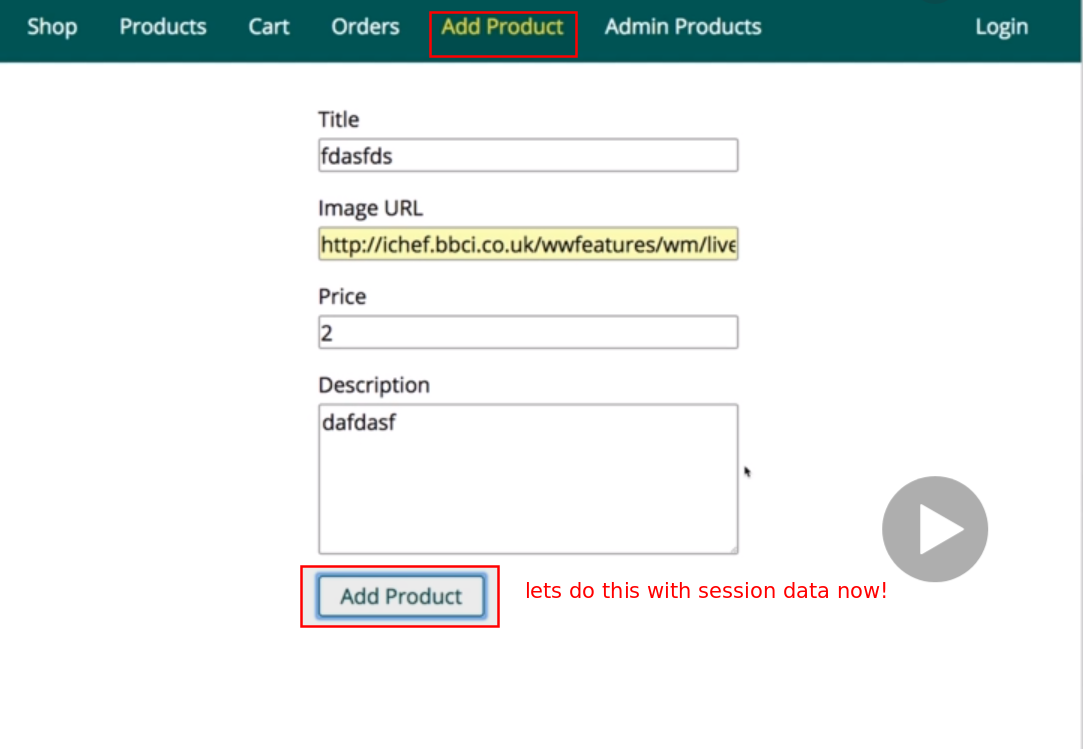 Shop Products Cart Orders Add Product Admin Products Login
Title
fdasfds
Image URL
http://ichef.bbci.co.uk/wwfeatures/wm/live
Price
2
Description
dafdasf
Add Product lets do this with session data now!